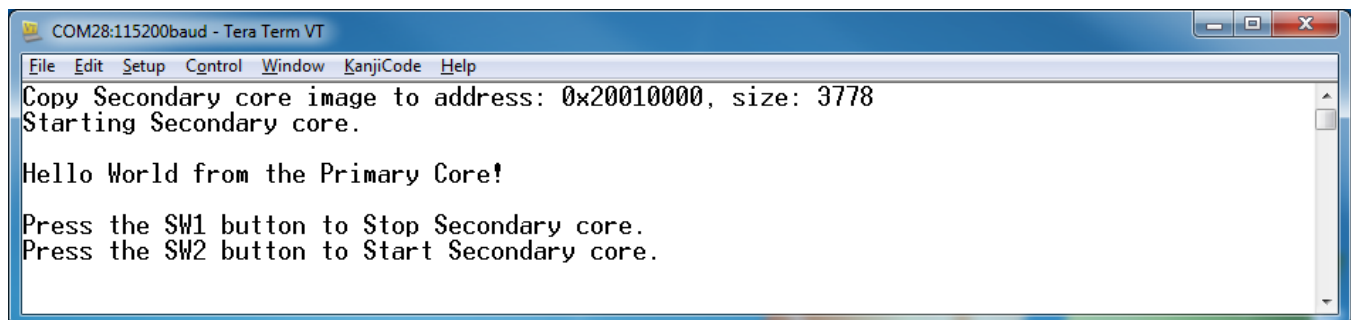 COM28:115200baud - Tera Term VT
File Edit Setup Control Window KanjiCode Help
Copy Secondary core image to address: 0x20010000, size: 3778
Starting Secondary core.
Hello World from the Primary Core!
Press the SW1 button to Stop Secondary core.
Press the SW2 button to Start Secondary core.